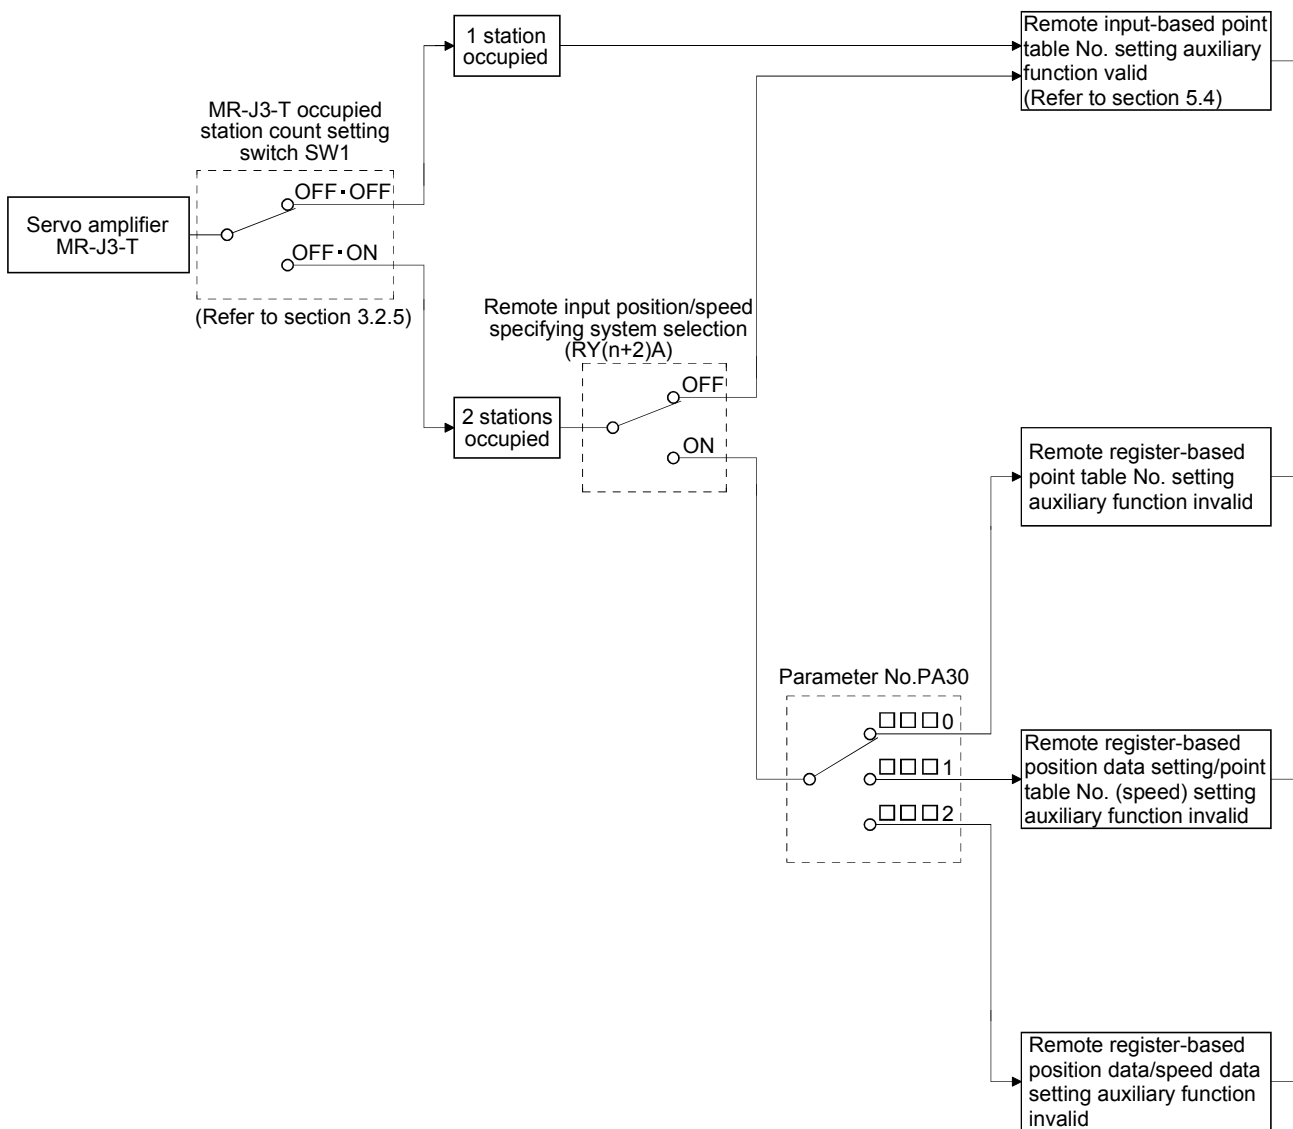 1 station
occupied
Remote input-based point
table No. setting auxiliary
function valid
(Refer to section 5.4)
MR-J3-T occupied
station count setting
switch SW1
OFF·OFF
Servo amplifier
MR-J3-T
OFF·ON
(Refer to section 3.2.5)
Remote input position/speed
specifying system selection
(RY(n+2)A)
OFF
2 stations
occupied
ON
Remote register-based
point table No. setting
auxiliary function invalid
Parameter No.PA30
□□□0
□□□1
□□□2
Remote register-based
position data setting/point
table No. (speed) setting
auxiliary function invalid
Remote register-based
position data/speed data
setting auxiliary function
invalid